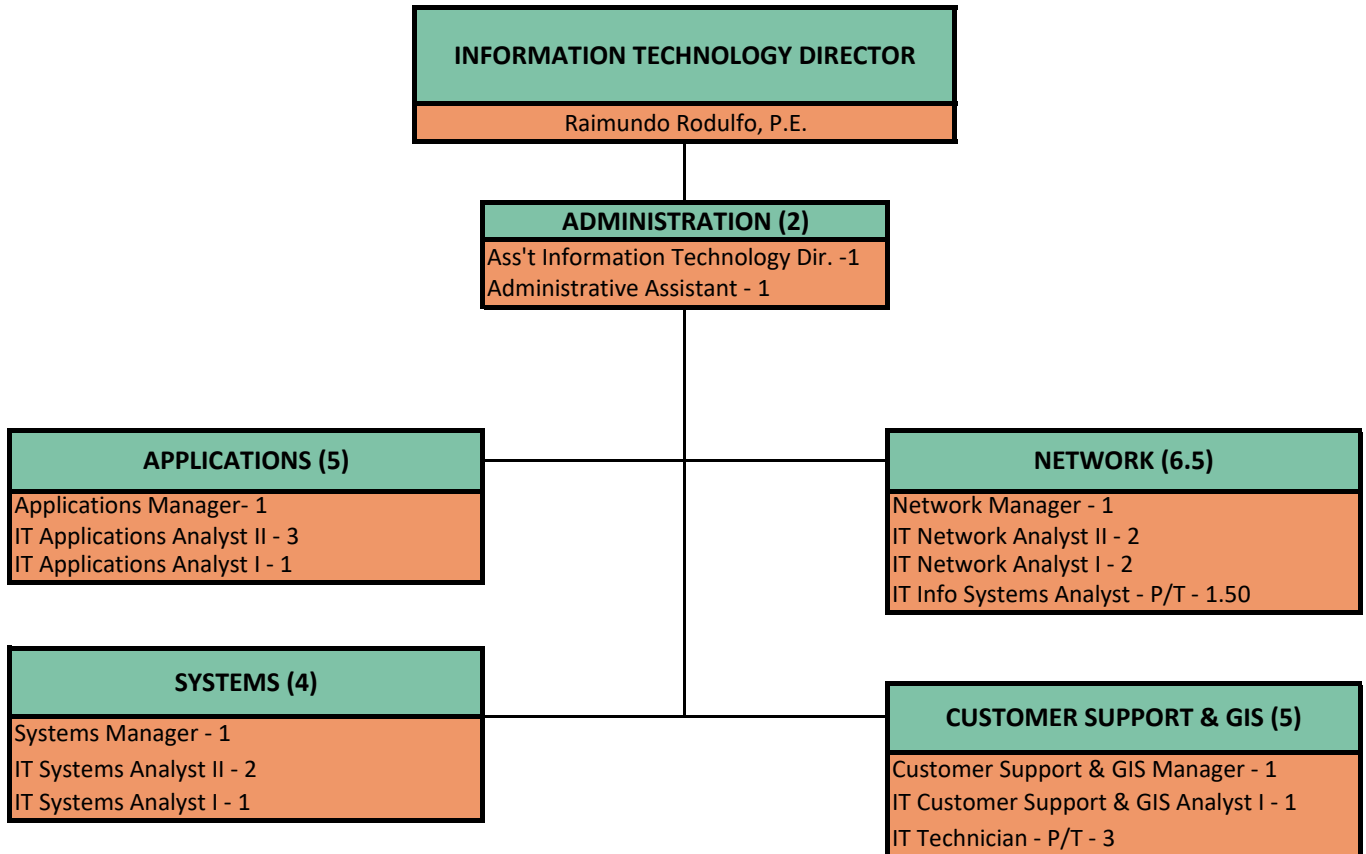 INFORMATION TECHNOLOGY DIRECTOR
Raimundo Rodulfo, P.E.
ADMINISTRATION (2)
Ass't Information Technology Dir. -1
Administrative Assistant - 1
APPLICATIONS (5)
Applications Manager- 1
IT Applications Analyst II - 3
IT Applications Analyst I - 1
NETWORK (6.5)
Network Manager - 1
IT Network Analyst II - 2
IT Network Analyst I - 2
IT Info Systems Analyst - P/T - 1.50
SYSTEMS (4)
Systems Manager - 1
IT Systems Analyst II - 2
IT Systems Analyst I - 1
CUSTOMER SUPPORT & GIS (5)
Customer Support & GIS Manager - 1
IT Customer Support & GIS Analyst I - 1
IT Technician - P/T - 3